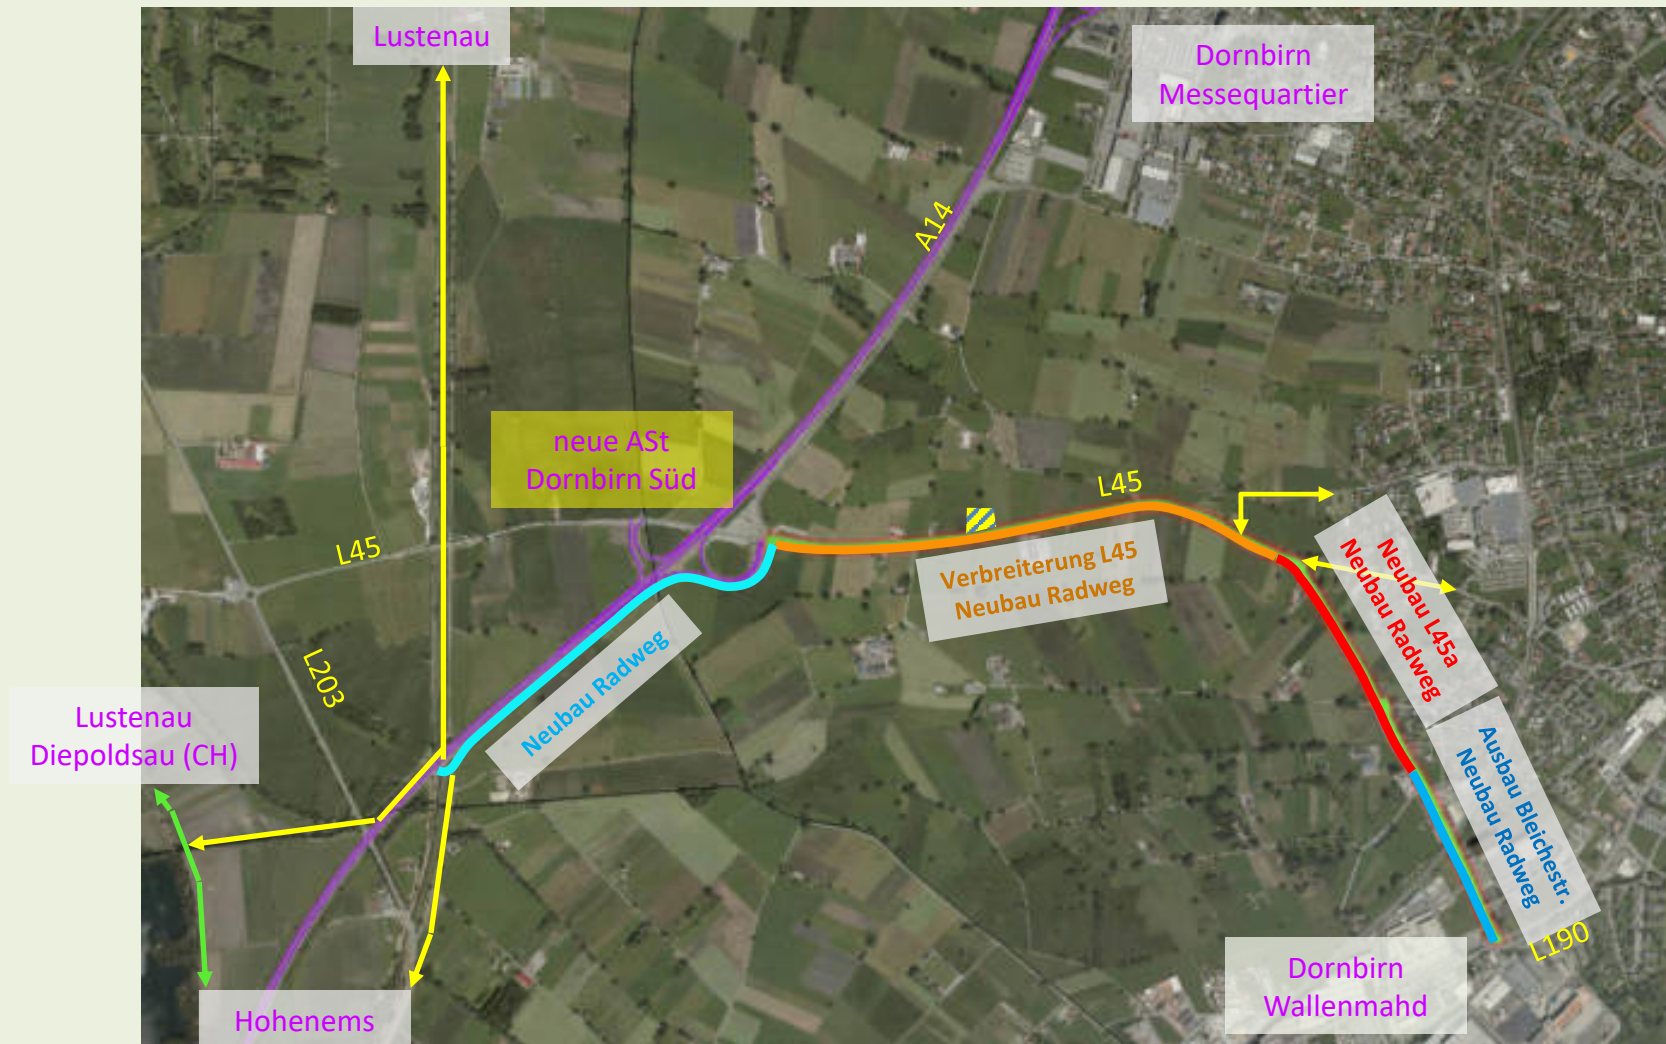 Lustenau
Dornbirn
Messequartier
A14
neue ASt
Dornbirn Süd
L45
L45
Verbreiterung L45
Neubau Radweg
Neubau L45a
Neubau Radweg
L203
Neubau Radweg
Lustenau
Diepoldsau (CH)
Ausbau Bleichestr.
Neubau Radweg
L190
Dornbirn
Wallenmahd
Hohenems